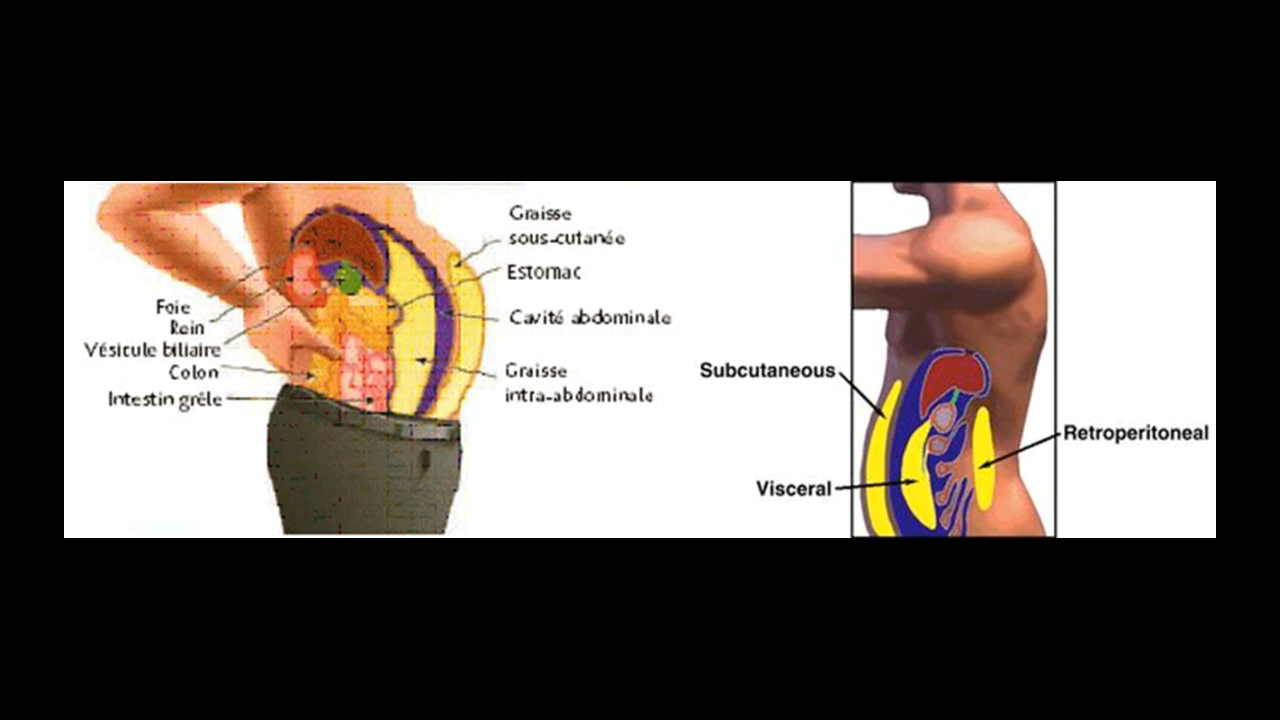 Graisse
sous-cutanée
Estomac
Cavité abdominale
Graisse
intra-abdominale
Foie
Rein
Vésicule biliaire
Colon
Intestin grêle
Subcutaneous
Visceral
Retroperitoneal